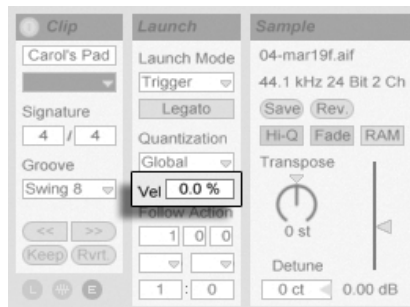 Clip
Carol's Pad
Signature
4 / 4
Groove
Swing 8
<< >>
Keep Rvrt.
L E
Launch
Launch Mode
Trigger
Legato
Quantization
Global
Vel 0.0 %
Follow Action
1 0 0
1 : 0
Sample
04-mar19f.aif
44.1 kHz 24 Bit 2 Ch
Save Rev.
Hi-Q Fade RAM
Transpose
0 st
Detune
0 ct 0.00 dB